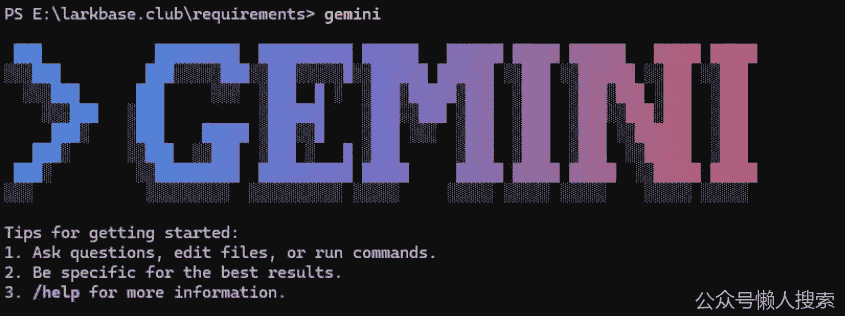 PS E:\larkbase.club\requirements> gemini
> GEMINI
Tips for getting started:
1. Ask questions, edit files, or run commands.
2. Be specific for the best results.
3. /help for more information.
公众号懒人搜索